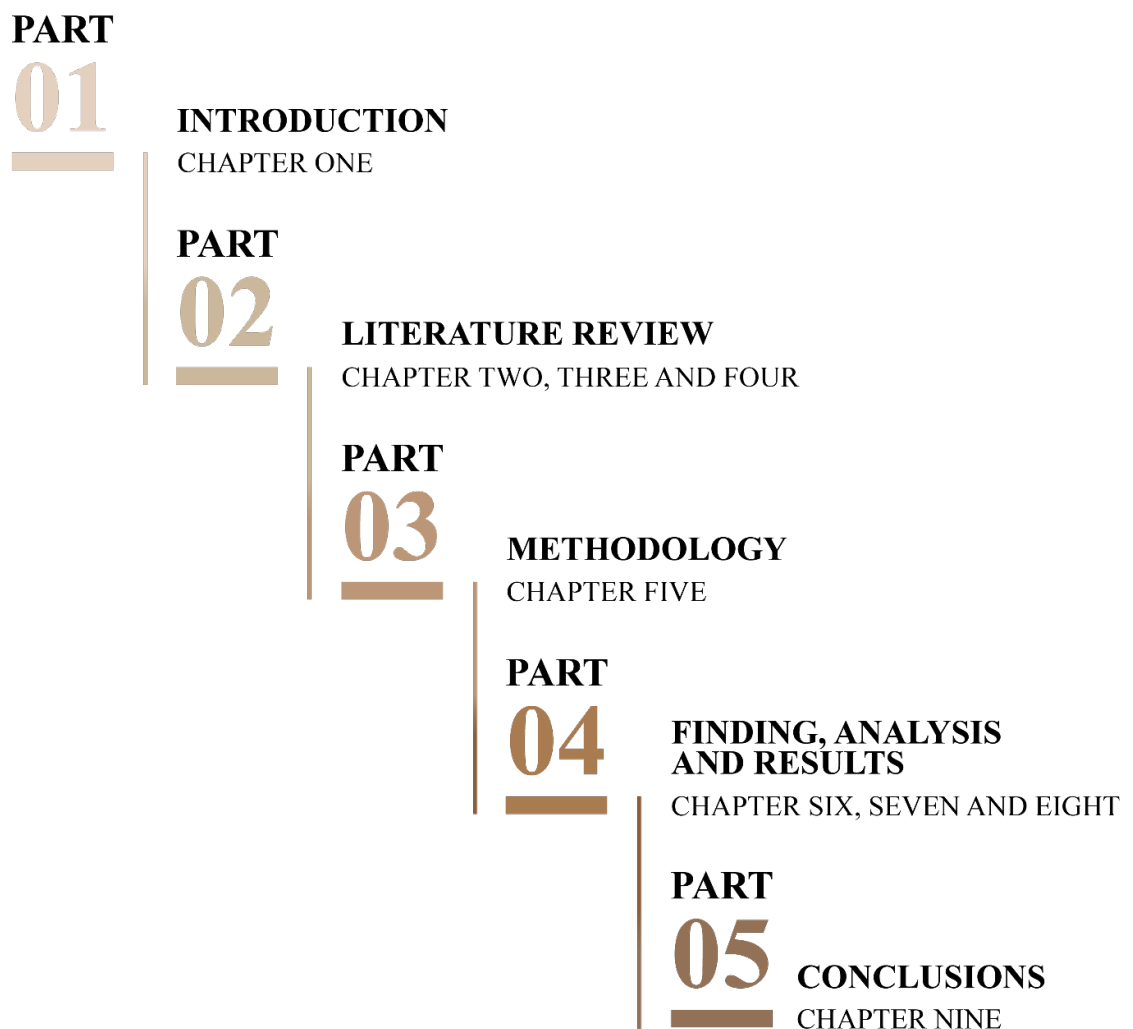 PART
01
INTRODUCTION
CHAPTER ONE
PART
02
LITERATURE REVIEW
CHAPTER TWO, THREE AND FOUR
PART
03
METHODOLOGY
CHAPTER FIVE
PART
04
FINDING, ANALYSIS
AND RESULTS
CHAPTER SIX, SEVEN AND EIGHT
PART
05
CONCLUSIONS
CHAPTER NINE